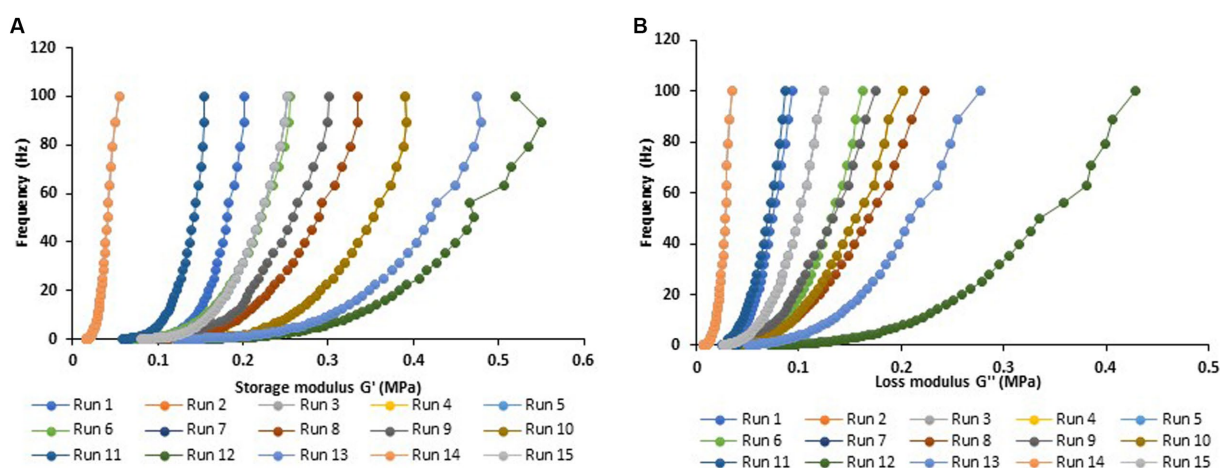 A
120
100
80
60
40
20
0
Frequency (Hz)
0 0.1 0.2 0.3 0.4 0.5 0.6
Storage modulus G' (MPa)
Run 1 Run 2 Run 3 Run 4 Run 5
Run 6 Run 7 Run 8 Run 9 Run 10
Run 11 Run 12 Run 13 Run 14 Run 15
B
120
100
80
60
40
20
0
Frequency (Hz)
0 0.1 0.2 0.3 0.4 0.5
Loss modulus G'' (MPa)
Run 1 Run 2 Run 3 Run 4 Run 5
Run 6 Run 7 Run 8 Run 9 Run 10
Run 11 Run 12 Run 13 Run 14 Run 15